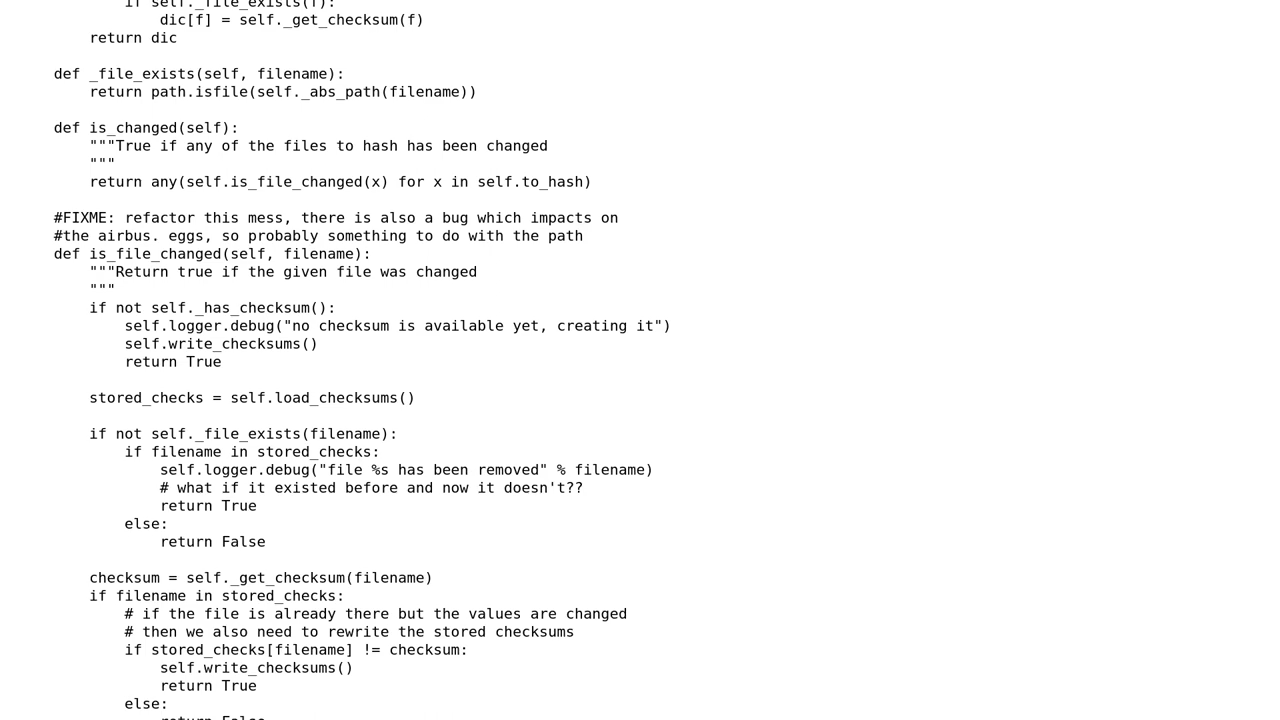 if self._file_exists(f):
                dic[f] = self._get_checksum(f)
        return dic

    def _file_exists(self, filename):
        return path.isfile(self._abs_path(filename))

    def is_changed(self):
        """True if any of the files to hash has been changed
        """
        return any(self.is_file_changed(x) for x in self.to_hash)

    #FIXME: refactor this mess, there is also a bug which impacts on
    #the airbus. eggs, so probably something to do with the path
    def is_file_changed(self, filename):
        """Return true if the given file was changed
        """
        if not self._has_checksum():
            self.logger.debug("no checksum is available yet, creating it")
            self.write_checksums()
            return True

        stored_checks = self.load_checksums()

        if not self._file_exists(filename):
            if filename in stored_checks:
                self.logger.debug("file %s has been removed" % filename)
                # what if it existed before and now it doesn't??
                return True
            else:
                return False

        checksum = self._get_checksum(filename)
        if filename in stored_checks:
            # if the file is already there but the values are changed
            # then we also need to rewrite the stored checksums
            if stored_checks[filename] != checksum:
                self.write_checksums()
                return True
            else:
                return False